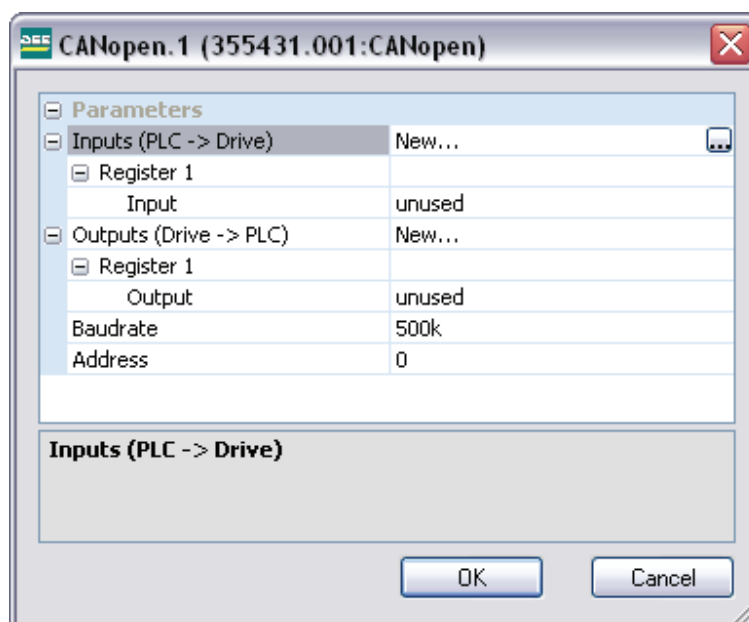 CANopen.1 (355431.001:CANopen)
Parameters
Inputs (PLC -> Drive) New... ...
Register 1
Input unused
Outputs (Drive -> PLC) New...
Register 1
Output unused
Baudrate 500k
Address 0
Inputs (PLC -> Drive)
OK Cancel